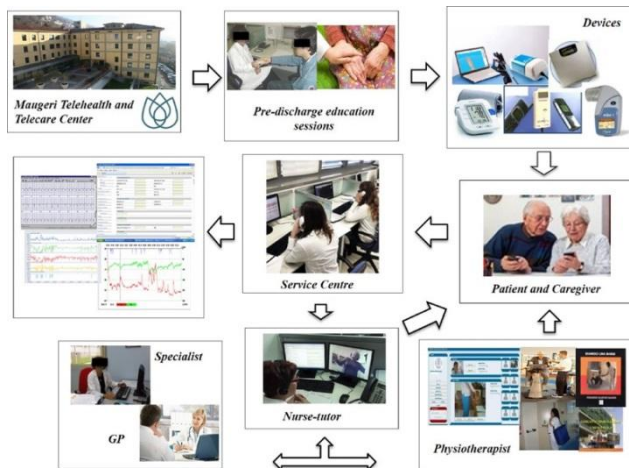 Maugeri Telehealth and
Telecare Center
Pre-discharge education
sessions
Devices
Service Centre
Patient and Caregiver
Specialist
GP
Nurse-tutor
Physiotherapist